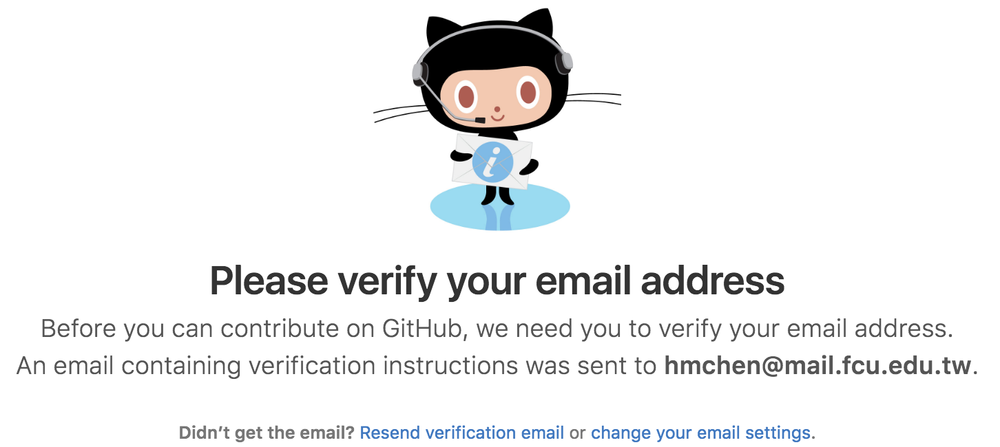 i
Please verify your email address
Before you can contribute on GitHub, we need you to verify your email address.
An email containing verification instructions was sent to hmchen@mail.fcu.edu.tw.
Didn’t get the email? Resend verification email or change your email settings.